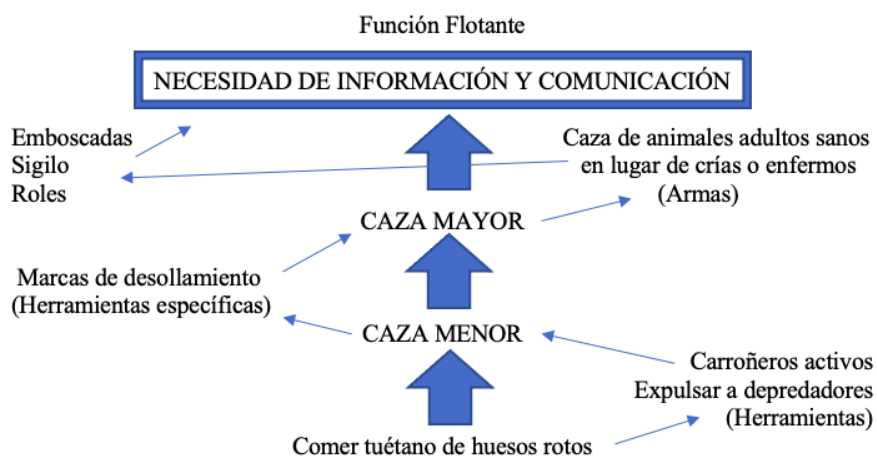 Función Flotante
NECESIDAD DE INFORMACIÓN Y COMUNICACIÓN
Emboscadas
Sigilo
Roles
Caza de animales adultos sanos
en lugar de crías o enfermos
(Armas)
CAZA MAYOR
Marcas de desollamiento
(Herramientas específicas)
CAZA MENOR
Carroñeros activos
Expulsar a depredadores
(Herramientas)
Comer tuétano de huesos rotos